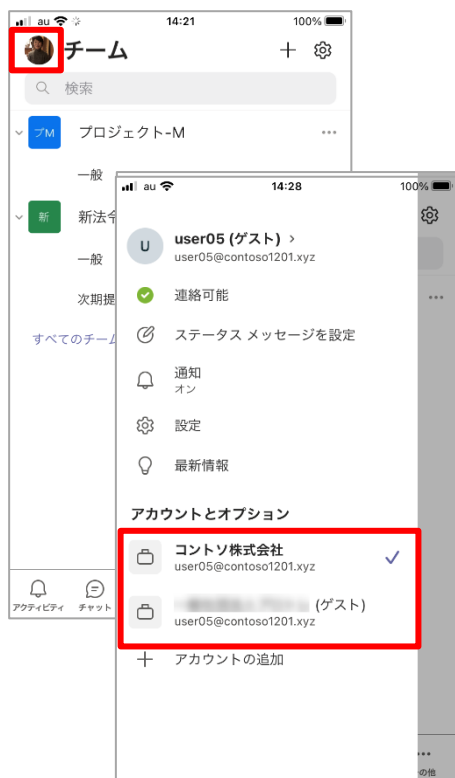 au 14:21 100%
チーム
検索
プM プロジェクト-M
一般
新 新法令
一般
次期提
すべてのチーム
アクティビティ チャット
au 14:28 100%
U user05 (ゲスト)
user05@contoso1201.xyz
連絡可能
ステータス メッセージを設定
通知
オン
設定
最新情報
アカウントとオプション
コントソ株式会社
user05@contoso1201.xyz
(ゲスト)
user05@contoso1201.xyz
アカウントの追加
の他